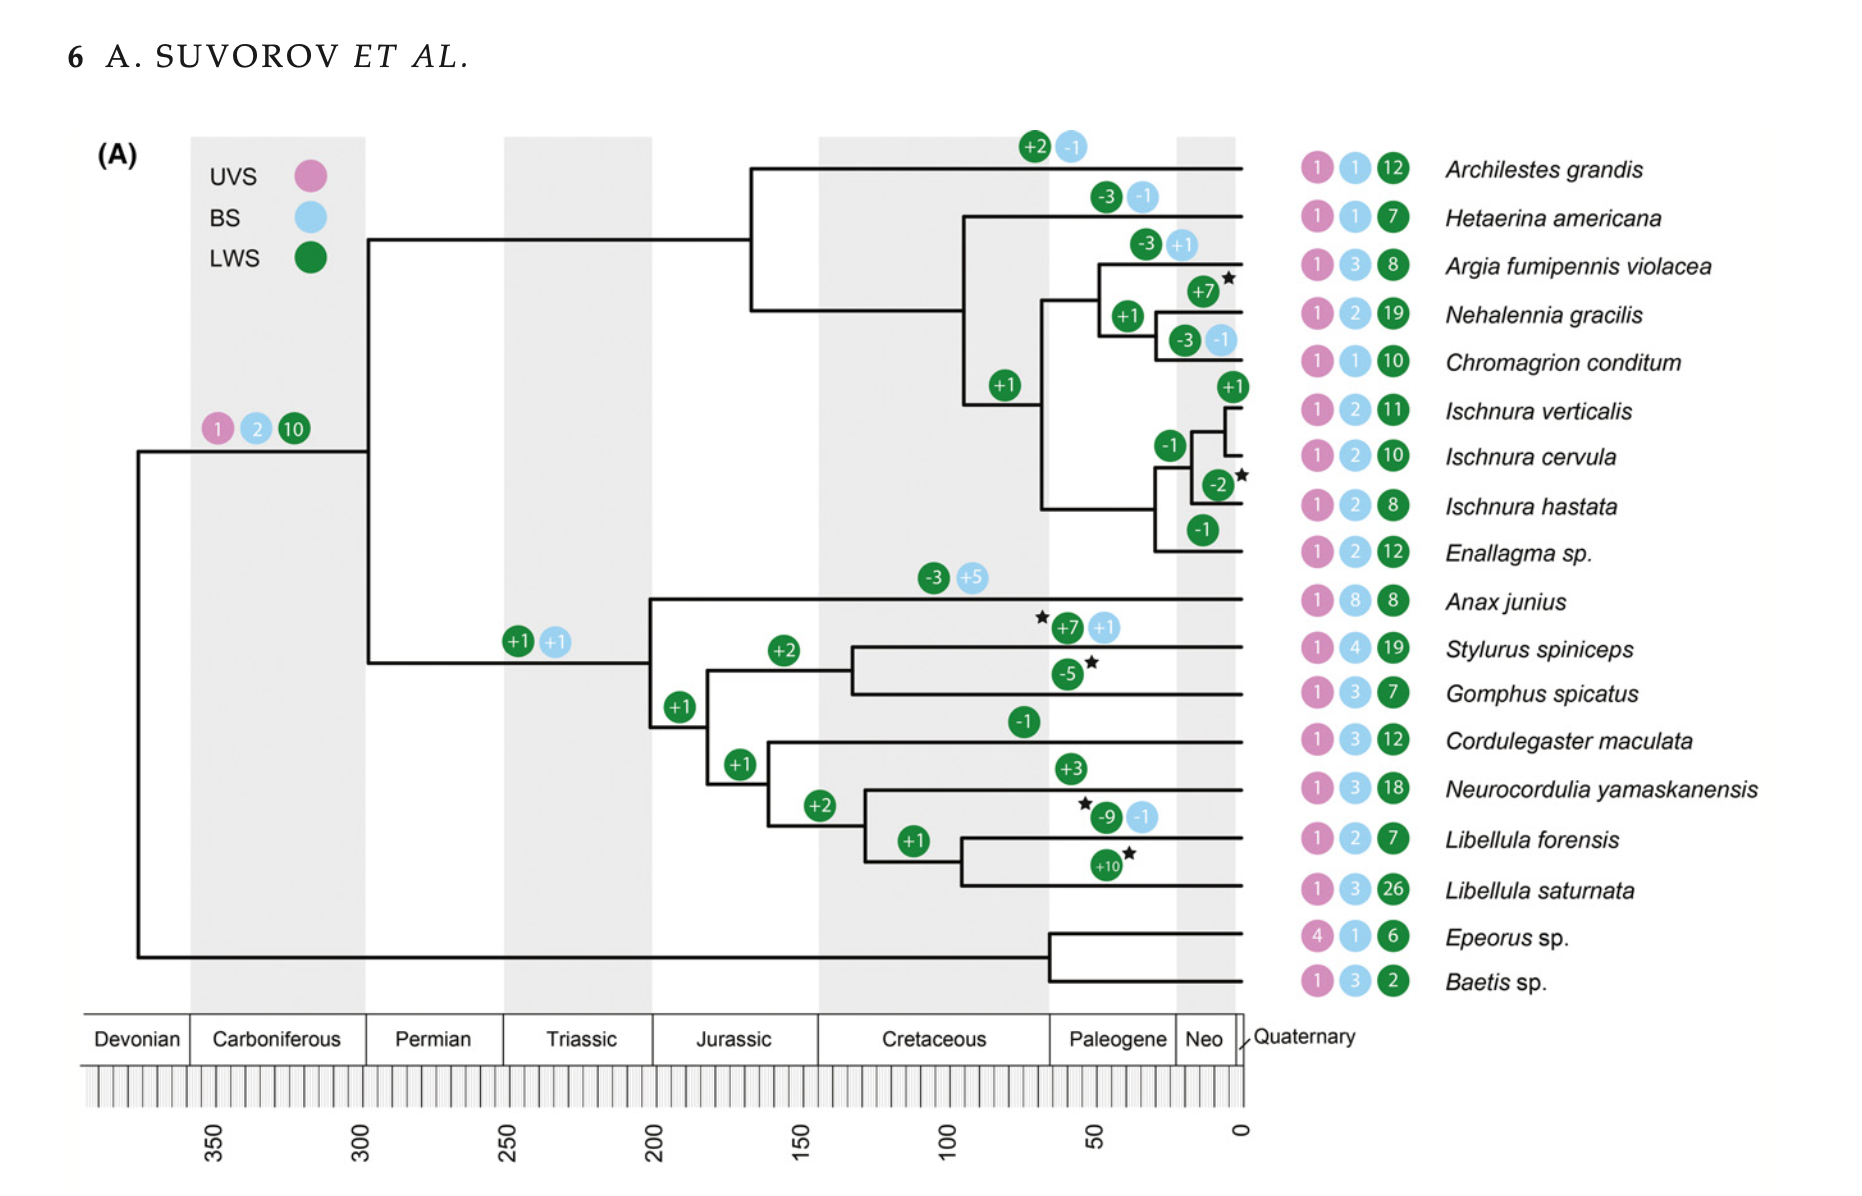 6 A. SUVOROV ET AL.
(A)
UVS
BS
LWS
+2 -1
1 1 12 Archilestes grandis
-3 -1
1 1 7 Hetaerina americana
-3 +1
1 3 8 Argia fumipennis violacea
+7
1 2 19 Nehalennia gracilis
+1
-3 -1
1 1 10 Chromagrion conditum
+1
+1
1 2 11 Ischnura verticalis
1 2 10
-1
1 2 10 Ischnura cervula
-2
1 2 8 Ischnura hastata
-1
1 2 12 Enallagma sp.
-3 +5
1 8 8 Anax junius
+7 +1
+1 +1
+2
1 4 19 Stylurus spiniceps
-5
1 3 7 Gomphus spicatus
+1
-1
1 3 12 Cordulegaster maculata
+1
+3
1 3 18 Neurocordulia yamaskanensis
+2
-9 -1
+1
1 2 7 Libellula forensis
+10
1 3 26 Libellula saturnata
4 1 6 Epeorus sp.
1 3 2 Baetis sp.
Devonian Carboniferous Permian Triassic Jurassic Cretaceous Paleogene Neo Quaternary
350 300 250 200 150 100 50 0